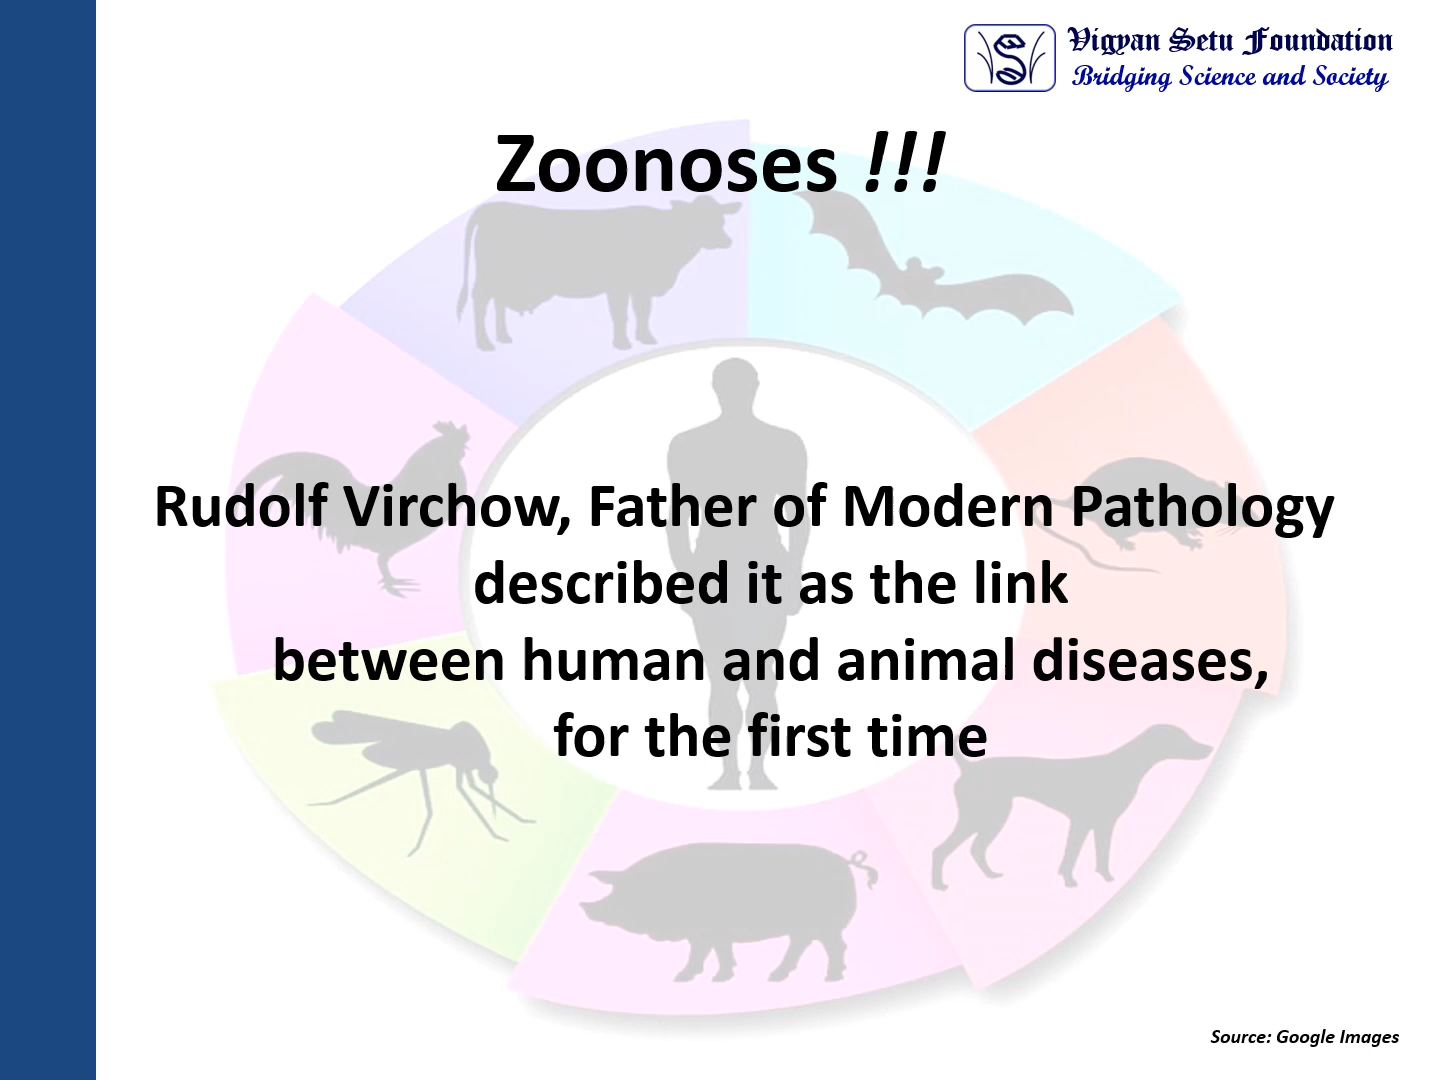 Vigyan Setu Foundation
Bridging Science and Society
Zoonoses !!!
Rudolf Virchow, Father of Modern Pathology
described it as the link
between human and animal diseases,
for the first time
Source: Google Images